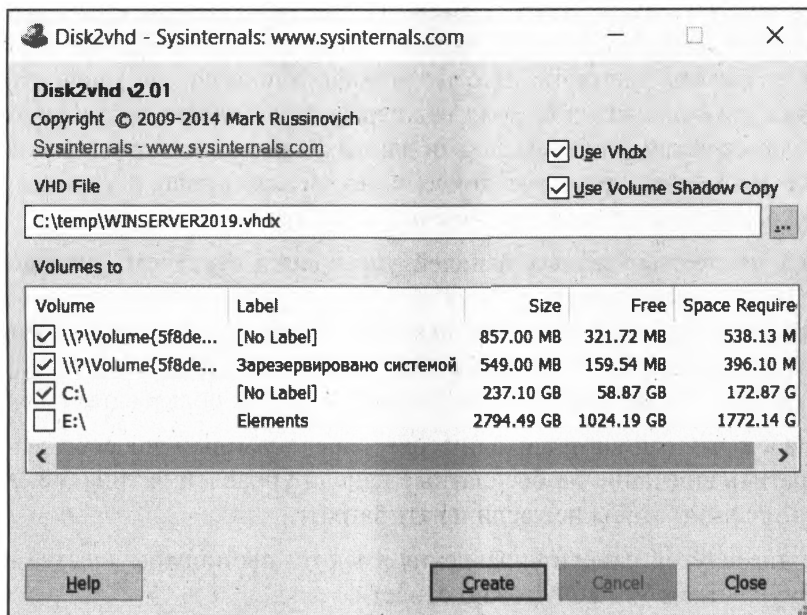 Disk2vhd - Sysinternals: www.sysinternals.com
Disk2vhd v2.01
Copyright © 2009-2014 Mark Russinovich
Sysinternals - www.sysinternals.com
Use Vhdx
VHD File
Use Volume Shadow Copy
C:\temp\WINSERVER2019.vhdx
...
Volumes to
Volume Label Size Free Space Require
\\?\Volume{5f8de... [No Label] 857.00 MB 321.72 MB 538.13 M
\\?\Volume{5f8de... Зарезервировано системой 549.00 MB 159.54 MB 396.10 M
C:\ [No Label] 237.10 GB 58.87 GB 172.87 G
E:\ Elements 2794.49 GB 1024.19 GB 1772.14 G
Help Create Cancel Close